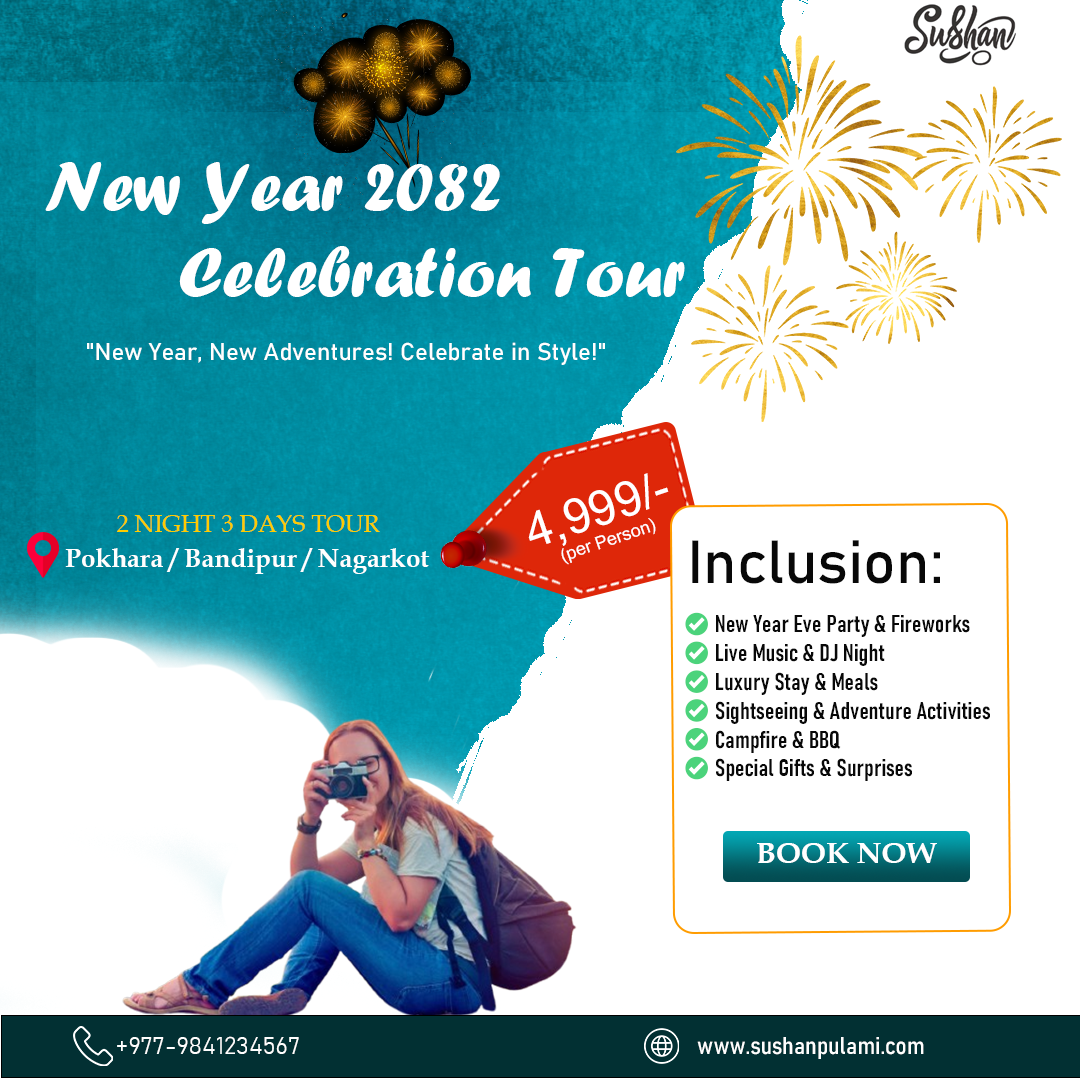 Sushan
New Year 2082
Celebration Tour
"New Year, New Adventures! Celebrate in Style!"
4,999/-
(per Person)
2 NIGHT 3 DAYS TOUR
Pokhara / Bandipur / Nagarkot
Inclusion:
New Year Eve Party & Fireworks
Live Music & DJ Night
Luxury Stay & Meals
Sightseeing & Adventure Activities
Campfire & BBQ
Special Gifts & Surprises
BOOK NOW
+977-9841234567
www.sushanpulami.com